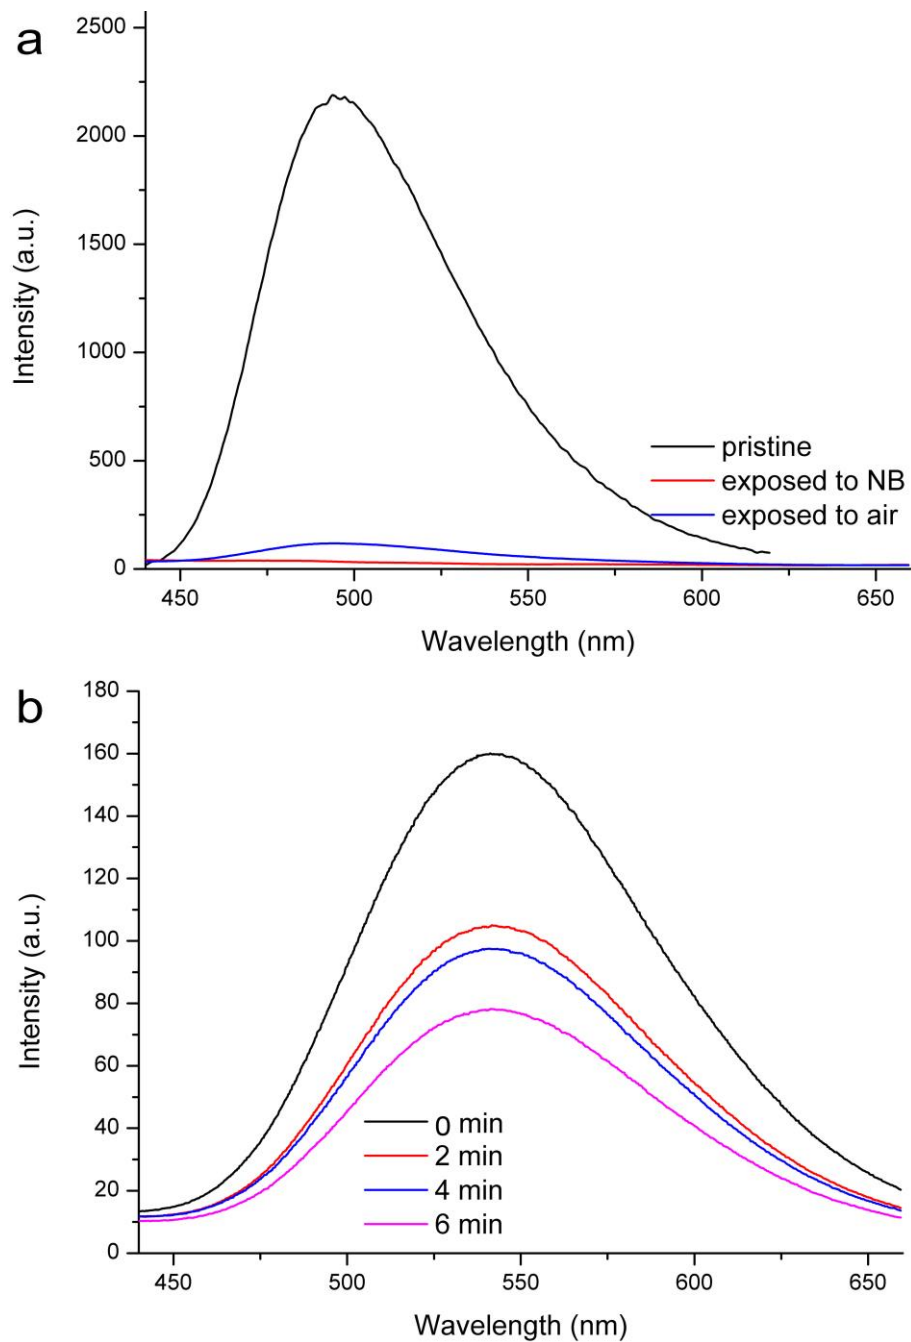 a
2500
2000
1500
1000
500
0
Intensity (a.u.)
pristine
exposed to NB
exposed to air
450 500 550 600 650
Wavelength (nm)
b
180
160
140
120
100
80
60
40
20
0
Intensity (a.u.)
0 min
2 min
4 min
6 min
450 500 550 600 650
Wavelength (nm)